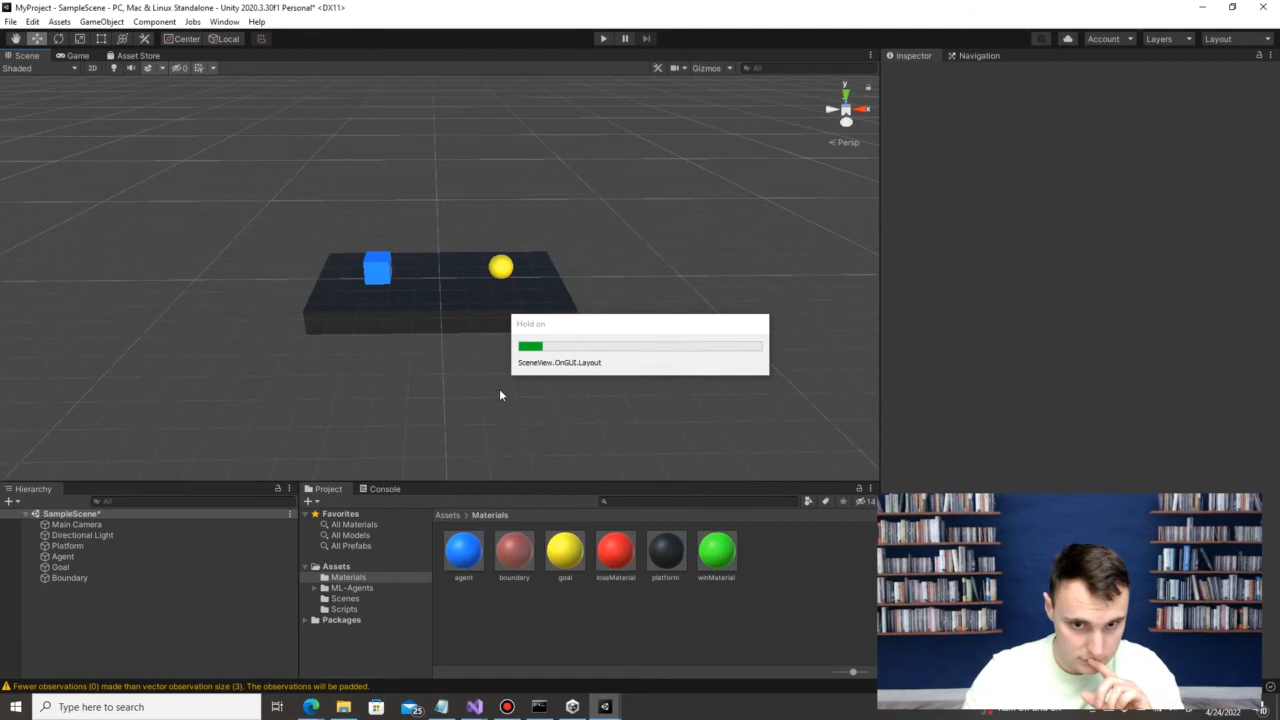 MyProject - SampleScene - PC, Mac & Linux Standalone - Unity 2020.3.30f1 Personal* <DX11>
File Edit Assets GameObject Component Jobs Window Help
Center Local Account Layers Layout
Scene Game Asset Store Inspector Navigation
Shaded 2D 0 Gizmos All
y
x
Persp
Hold on
SceneView.OnGUI.Layout
Hierarchy
All
SampleScene*
Main Camera
Directional Light
Platform
Agent
Goal
Boundary
Project Console
14
Favorites
All Materials
All Models
All Prefabs
Assets
Materials
ML-Agents
Scenes
Scripts
Packages
Assets > Materials
agent boundary goal loseMaterial platform winMaterial
Fewer observations (0) made than vector observation size (3). The observations will be padded.
Type here to search
25
4/24/2022